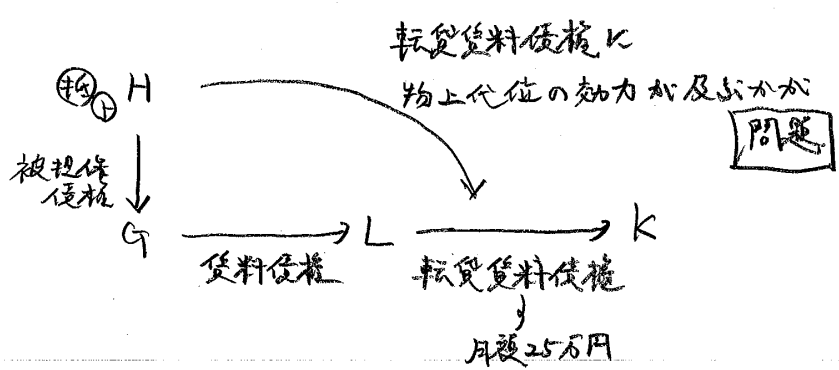 転貸賃料債権に
物上代位の効力が及ぶかが
問題
抵 ト H
被担保
債権
G L K
賃料債権 転貸賃料債権
月額25万円